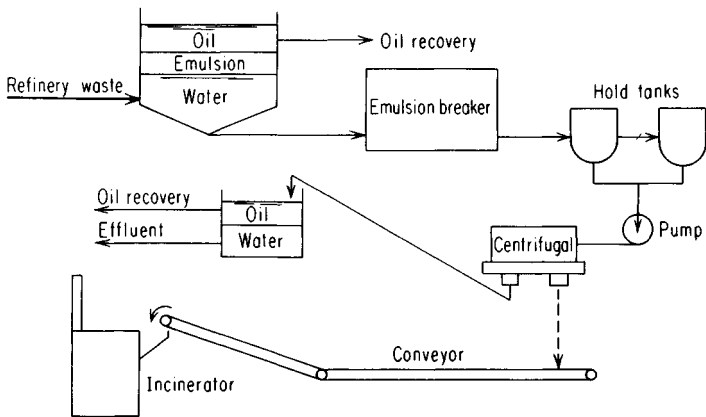 Oil
Oil recovery
Emulsion
Refinery waste
Water
Emulsion breaker
Hold tanks
Oil recovery
Oil
Effluent
Water
Centrifugal
Pump
Conveyor
Incinerator